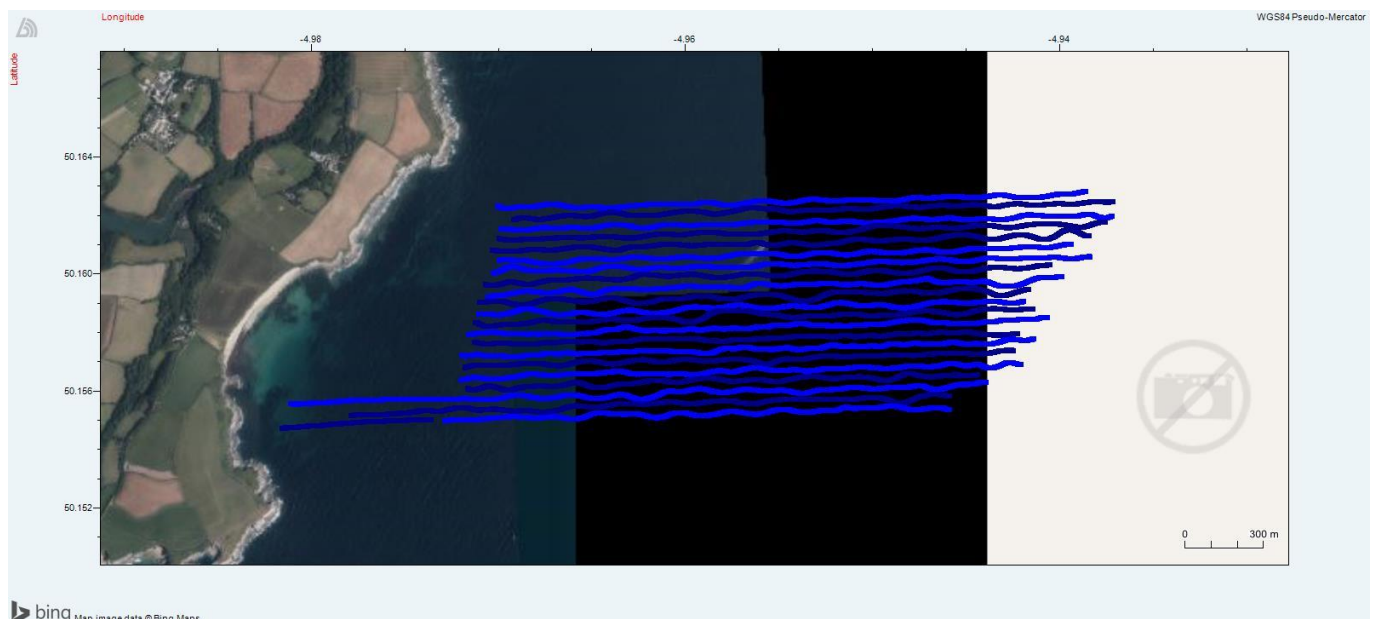 Longitude
WGS84 Pseudo-Mercator
-4.98
-4.96
-4.94
Latitude
50.164
50.160
50.156
50.152
0 300 m
bing Map image data © Bing Maps